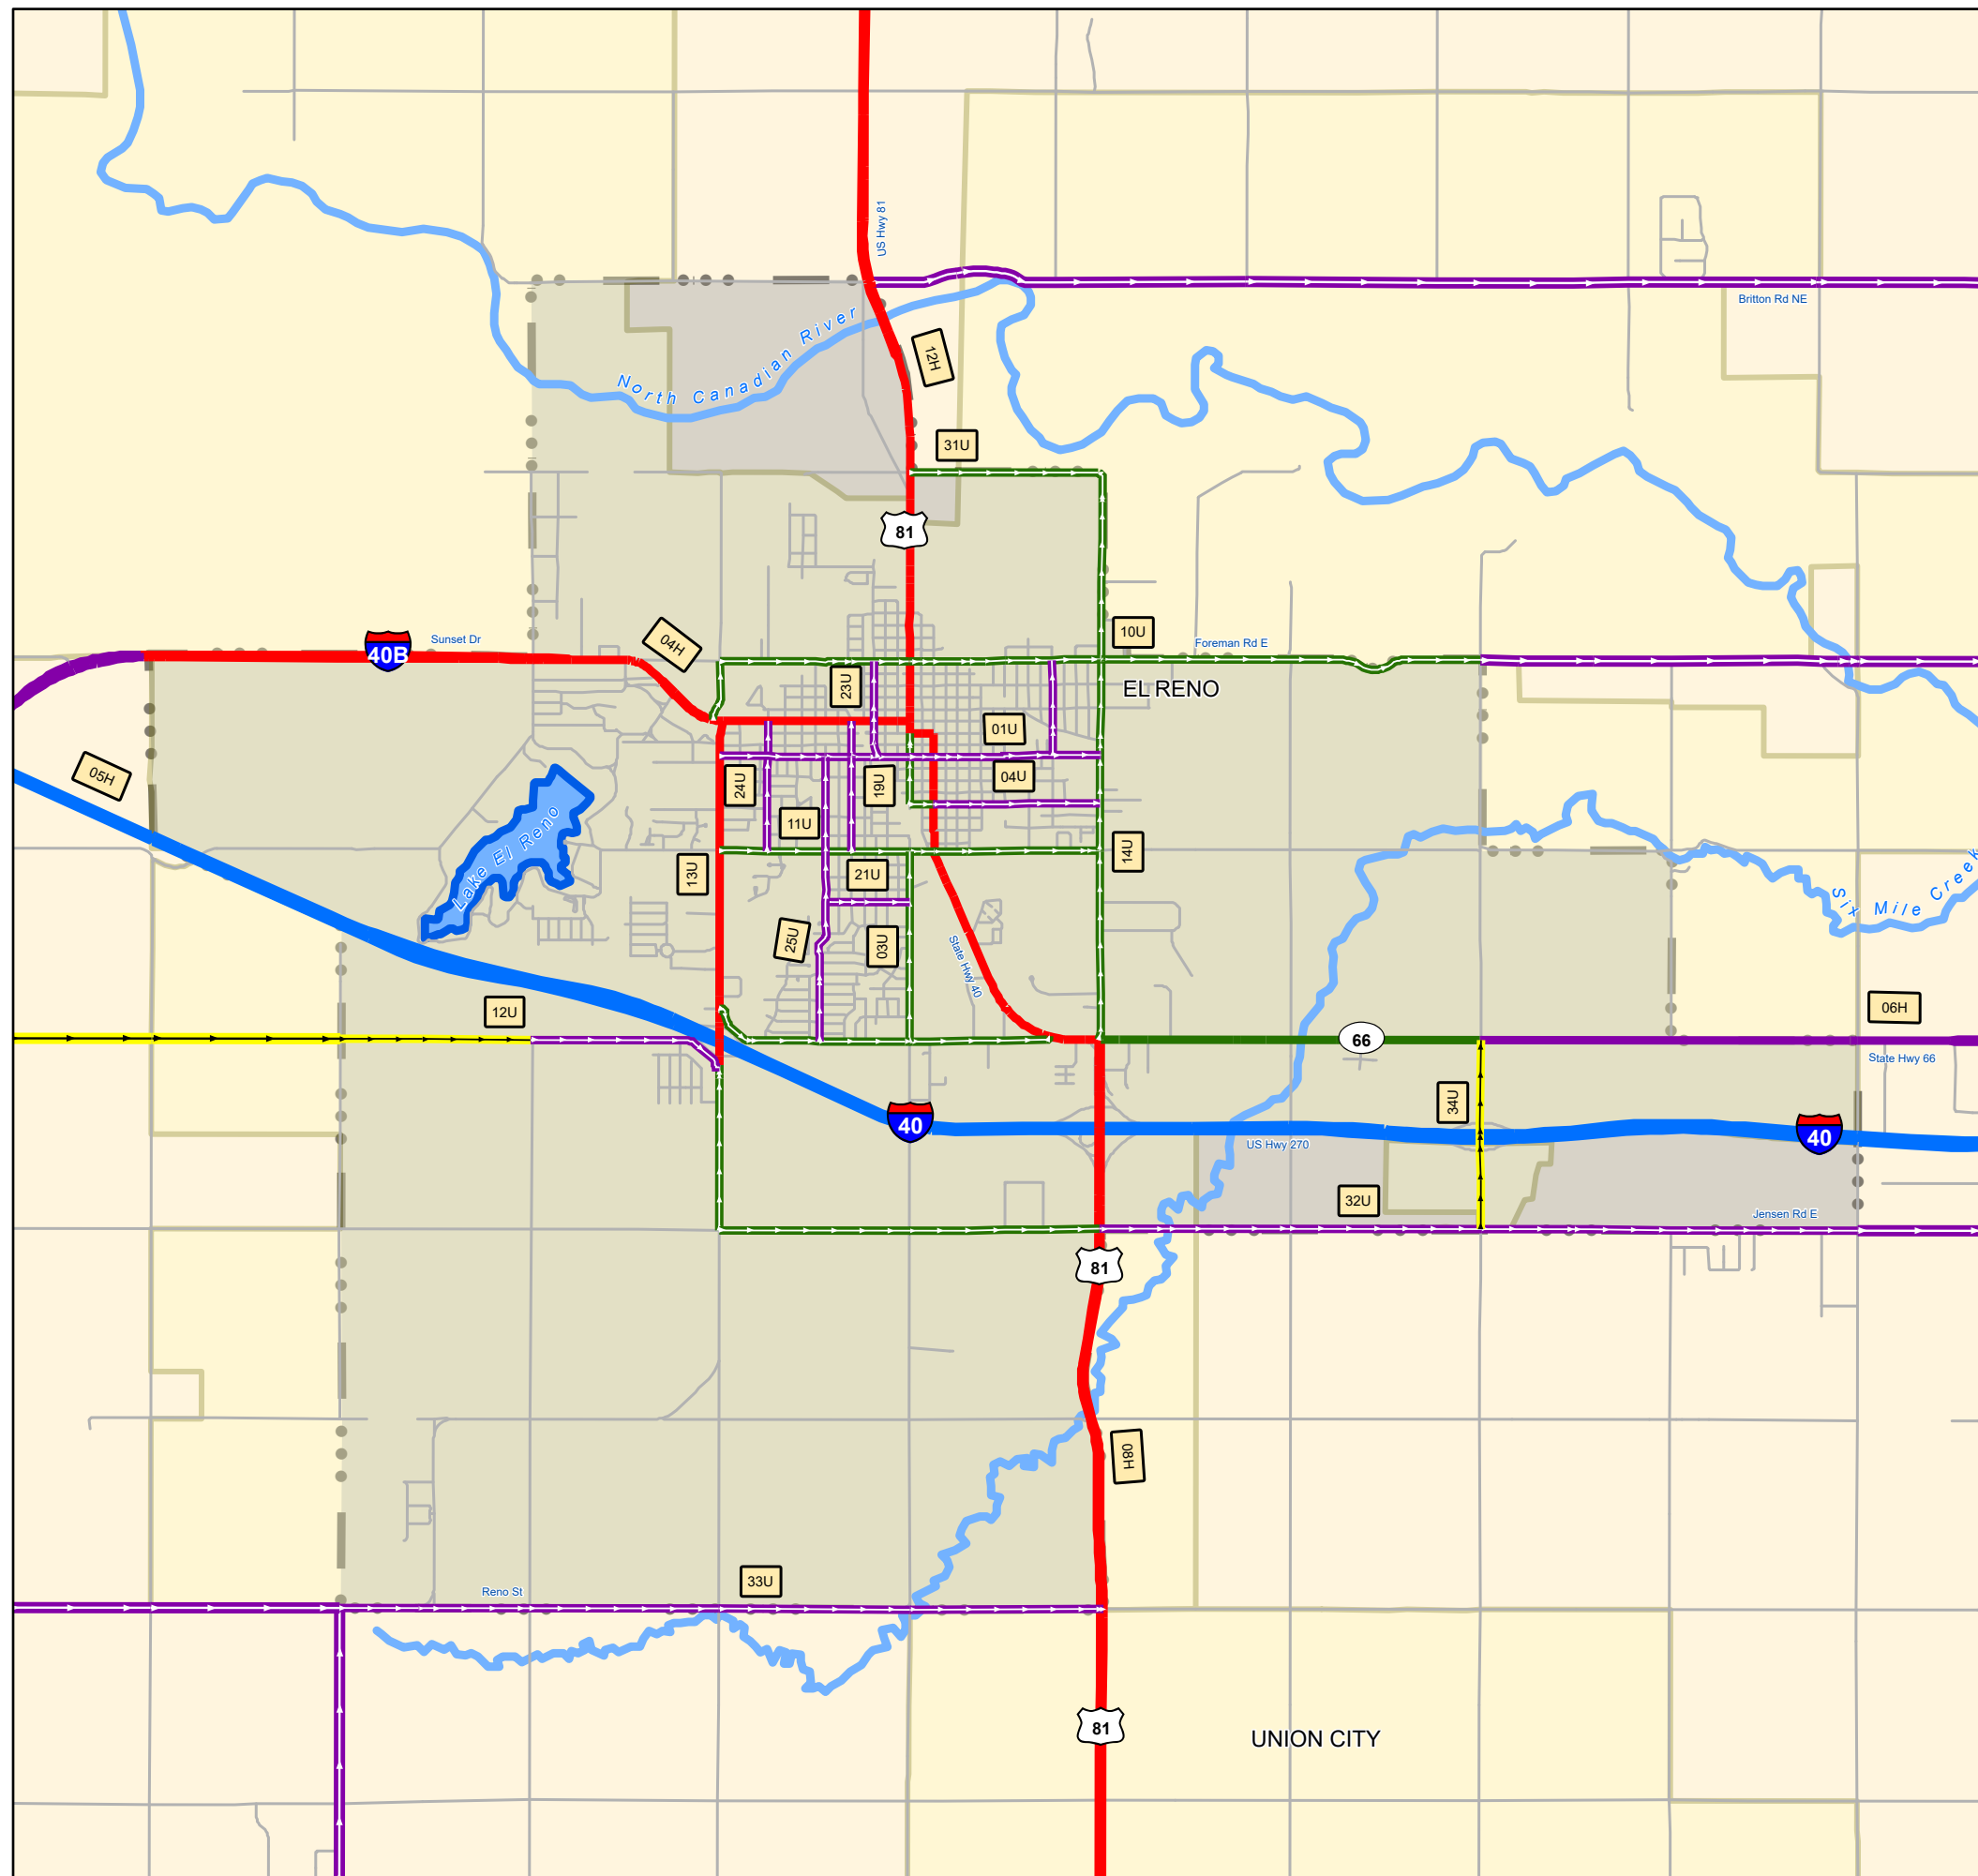 US Hwy 81
Britton Rd NE
North Canadian River
12H
31U
81
10U
Foreman Rd E
Sunset Dr
40B
04H
23U
EL RENO
01U
05H
24U
19U
04U
11U
Lake El Reno
13U
21U
14U
Six Mile Creek
25U
03U
State Hwy 40
12U
06H
66
State Hwy 66
34U
40
40
US Hwy 270
32U
Jensen Rd E
81
08H
33U
Reno St
81
UNION CITY